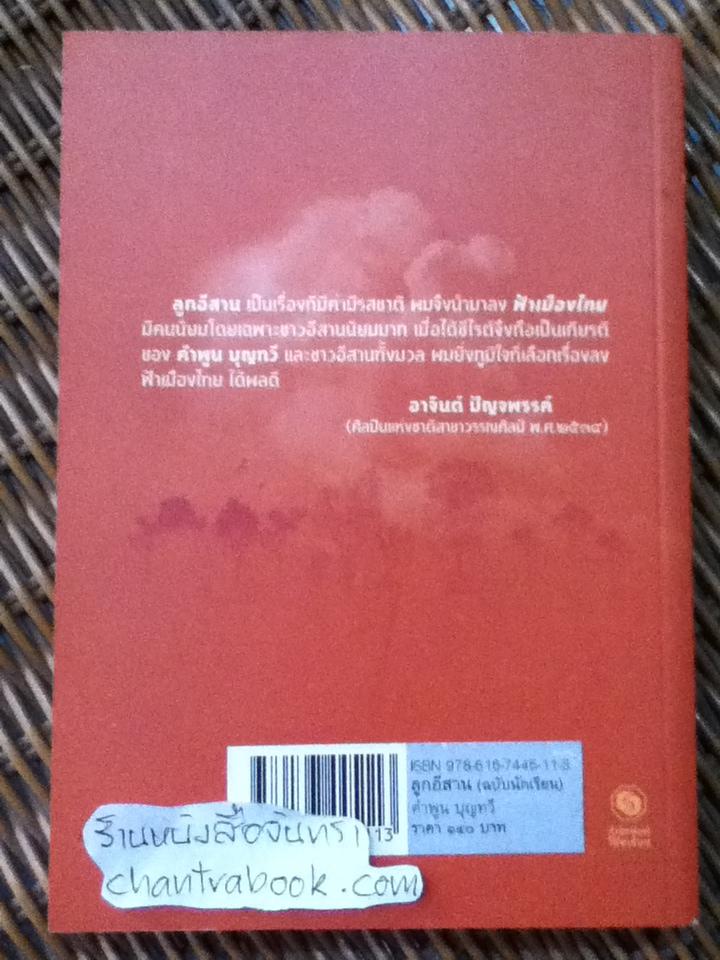 ลูกอีสาน เป็นเรื่องที่มีค่ามีรสชาติ ผมจึงนำมาลง ฟ้าเมืองไทย
มีคนนิยมโดยเฉพาะชาวอีสานนิยมมาก เมื่อได้ซีไรต์จึงถือเป็นเกียรติ
ของ คำพูน บุญทวี และชาวอีสานทั้งมวล ผมยิ่งภูมิใจที่เลือกเรื่องลง
ฟ้าเมืองไทย ได้ผลดี
อาจินต์ ปัญจพรรค์
(ศิลปินแห่งชาติสาขาวรรณศิลป์ พ.ศ.๒๕๓๔)
ISBN 978-616-7446-11-3
ลูกอีสาน (ฉบับนักเรียน)
คำพูน บุญทวี
ราคา ๑๔๐ บาท
13
ร้านหนังสือจันทรา
chantrabook.com